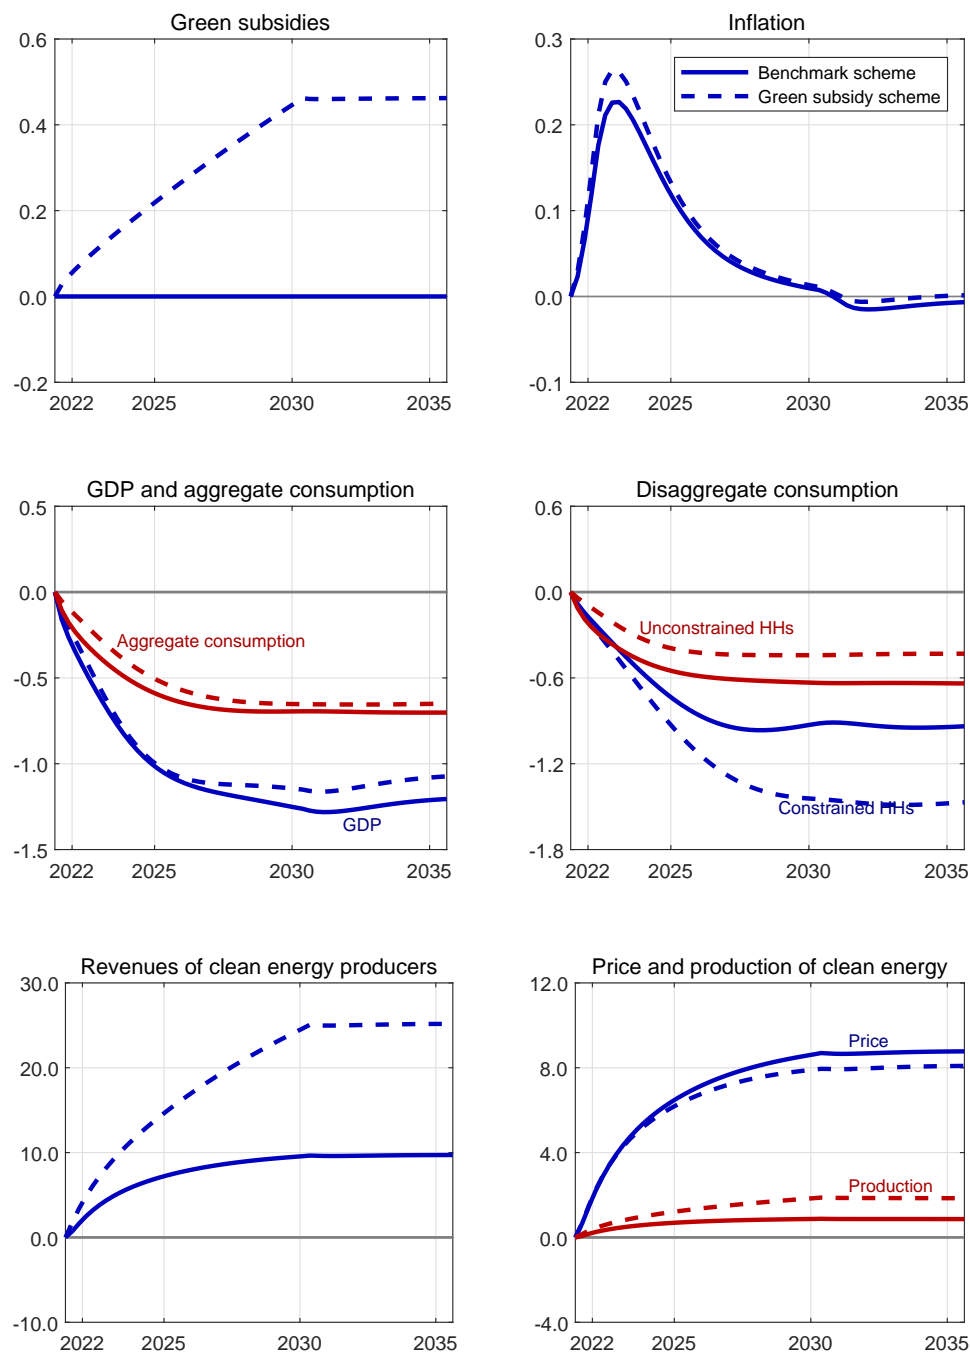 Green subsidies
0.6
0.4
0.2
0.0
-0.2
2022 2025 2030 2035
Inflation
0.3
0.2
0.1
0.0
-0.1
2022 2025 2030 2035
Benchmark scheme
Green subsidy scheme
GDP and aggregate consumption
0.5
0.0
-0.5
-1.0
-1.5
2022 2025 2030 2035
Aggregate consumption
GDP
Disaggregate consumption
0.6
0.0
-0.6
-1.2
-1.8
2022 2025 2030 2035
Unconstrained HHs
Constrained HHs
Revenues of clean energy producers
30.0
20.0
10.0
0.0
-10.0
2022 2025 2030 2035
Price and production of clean energy
12.0
8.0
4.0
0.0
-4.0
2022 2025 2030 2035
Price
Production